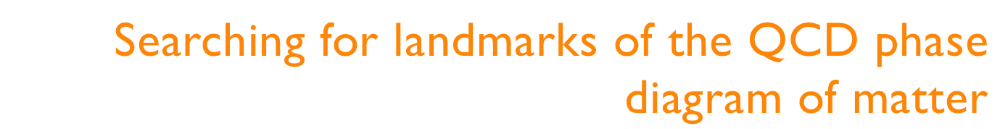 Searching for landmarks of the QCD phase
diagram of matter